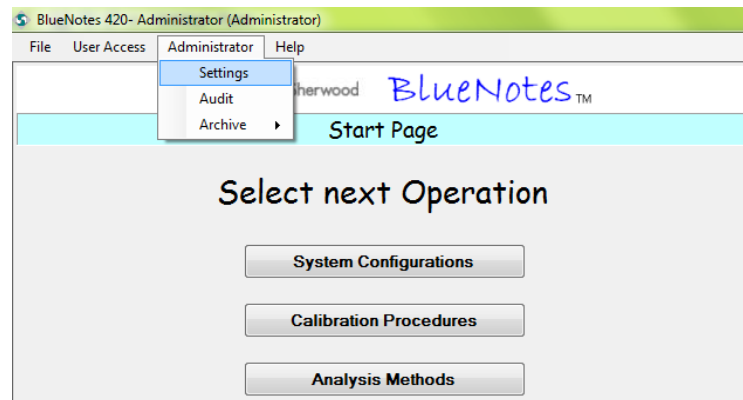 BlueNotes 420- Administrator (Administrator)
File User Access Administrator Help
Settings
Audit
Archive
BlueNotes TM
Start Page
Select next Operation
System Configurations
Calibration Procedures
Analysis Methods